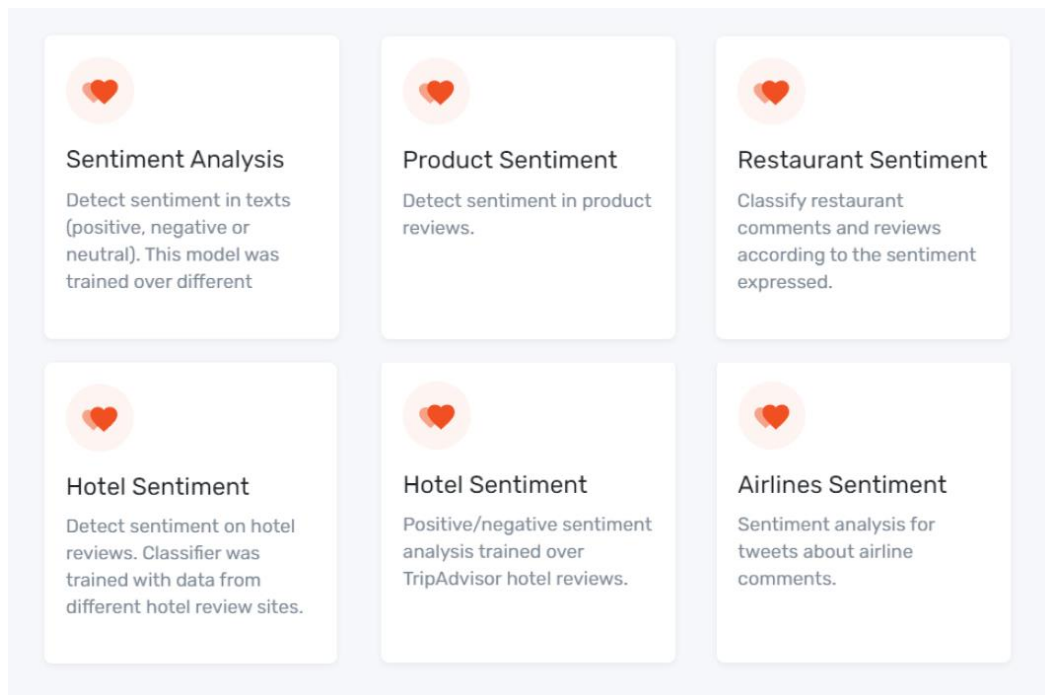 Sentiment Analysis
Detect sentiment in texts
(positive, negative or
neutral). This model was
trained over different
Product Sentiment
Detect sentiment in product
reviews.
Restaurant Sentiment
Classify restaurant
comments and reviews
according to the sentiment
expressed.
Hotel Sentiment
Detect sentiment on hotel
reviews. Classifier was
trained with data from
different hotel review sites.
Hotel Sentiment
Positive/negative sentiment
analysis trained over
TripAdvisor hotel reviews.
Airlines Sentiment
Sentiment analysis for
tweets about airline
comments.